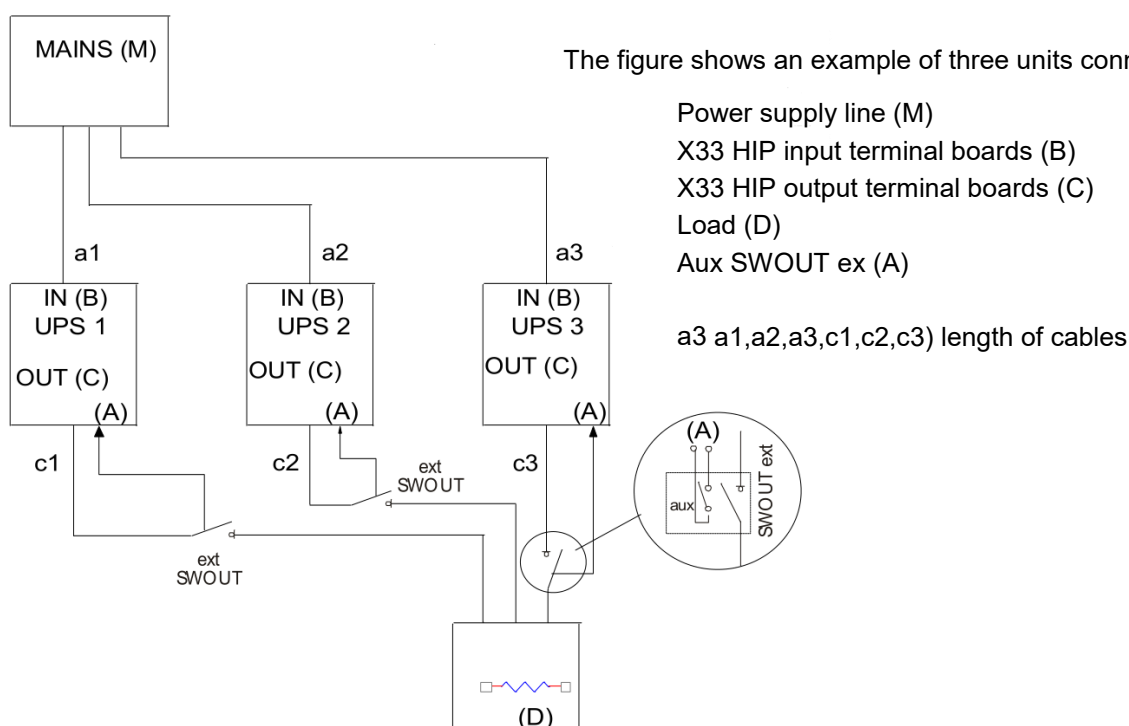 MAINS (M)
The figure shows an example of three units
Power supply line (M)
X33 HIP input terminal boards (B)
X33 HIP output terminal boards (C)
Load (D)
Aux SWOUT ex (A)
a3 a1,a2,a3,c1,c2,c3) length of cables
a1
a2
a3
IN (B)
UPS 1
OUT (C)
(A)
IN (B)
UPS 2
OUT (C)
(A)
IN (B)
UPS 3
OUT (C)
(A)
c1
c2
c3
ext
SWOUT
ext
SWOUT
(A)
aux
SWOUT ext
(D)